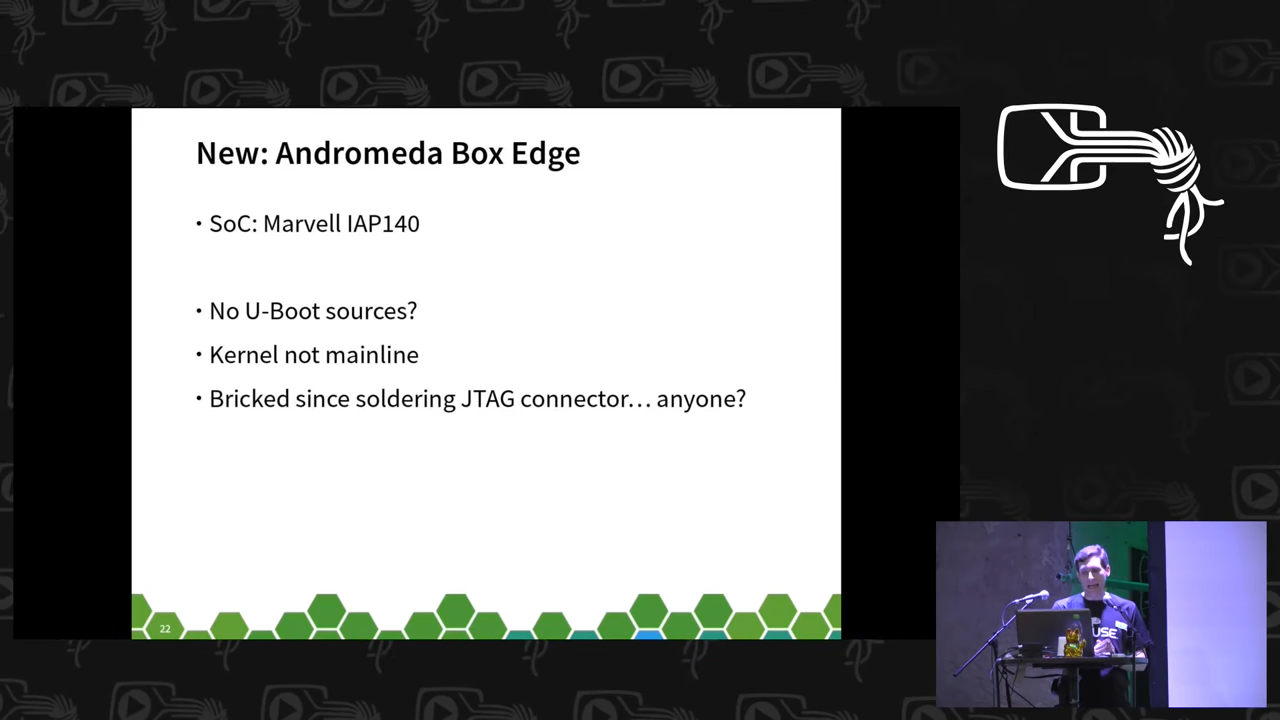 New: Andromeda Box Edge
• SoC: Marvell IAP140
• No U-Boot sources?
• Kernel not mainline
• Bricked since soldering JTAG connector… anyone?
22
USE